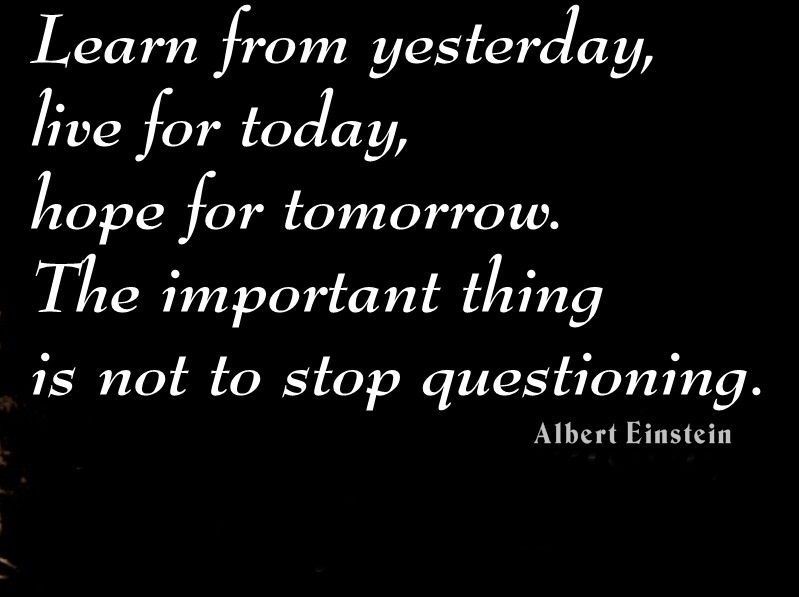 Learn from yesterday,
live for today,
hope for tomorrow.
The important thing
is not to stop questioning.
Albert Einstein